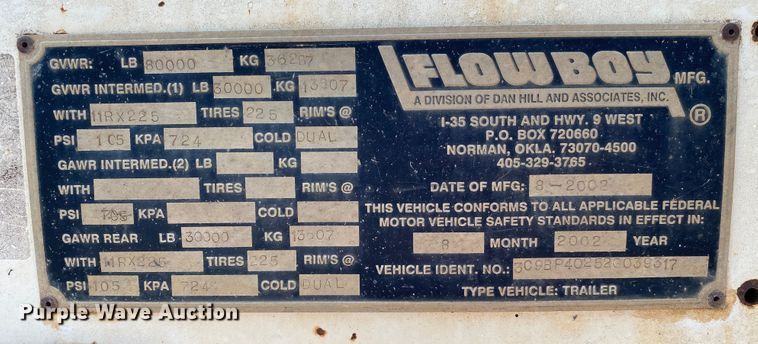 GVWR: LB 80000 KG 36287
GVWR INTERMED.(1) LB 30000 KG 13607
WITH 11RX225 TIRES 225 RIM'S @
PSI 105 KPA 724 COLD DUAL
GAWR INTERMED.(2) LB KG
WITH TIRES RIM'S @
PSI 105 KPA COLD
GAWR REAR LB 30000 KG 13607
WITH 11RX225 TIRES 225 RIM'S @
PSI 105 KPA 724 COLD DUAL
FLOW BOY MFG.
A DIVISION OF DAN HILL AND ASSOCIATES, INC.
®
I-35 SOUTH AND HWY. 9 WEST
P.O. BOX 720660
NORMAN, OKLA. 73070-4500
405-329-3765
DATE OF MFG: 8-2002
THIS VEHICLE CONFORMS TO ALL APPLICABLE FEDERAL
MOTOR VEHICLE SAFETY STANDARDS IN EFFECT IN:
8 MONTH 2002 YEAR
VEHICLE IDENT. NO.:
TYPE VEHICLE: TRAILER
Purple Wave Auction